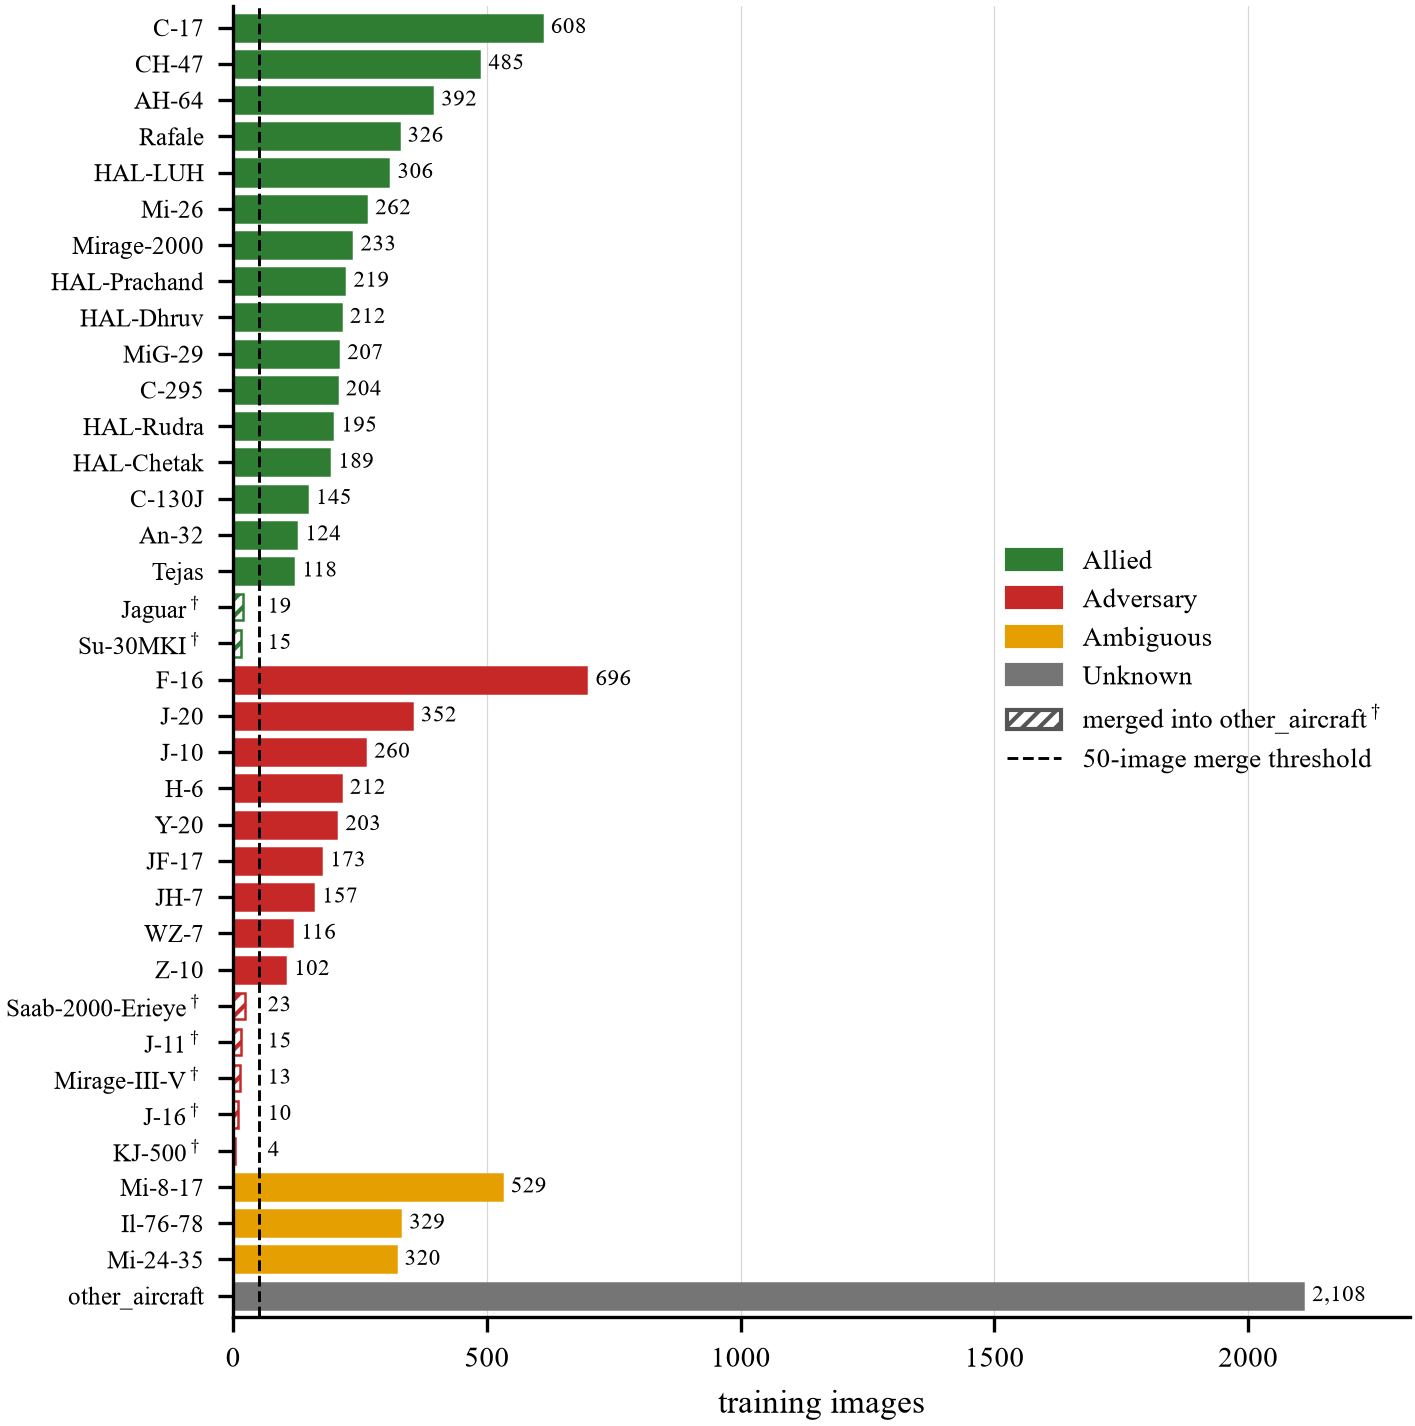 C-17 608
CH-47 485
AH-64 392
Rafale 326
HAL-LUH 306
Mi-26 262
Mirage-2000 233
HAL-Prachand 219
HAL-Dhruv 212
MiG-29 207
C-295 204
HAL-Rudra 195
HAL-Chetak 189
C-130J 145
An-32 124
Tejas 118
Jaguar† 19
Su-30MKI† 15
F-16 696
J-20 352
J-10 260
H-6 212
Y-20 203
JF-17 173
JH-7 157
WZ-7 116
Z-10 102
Saab-2000-Erieye† 23
J-11† 15
Mirage-III-V† 13
J-16† 10
KJ-500† 4
Mi-8-17 529
Il-76-78 329
Mi-24-35 320
other_aircraft 2,108
Allied
Adversary
Ambiguous
Unknown
merged into other_aircraft†
50-image merge threshold
0 500 1000 1500 2000
training images